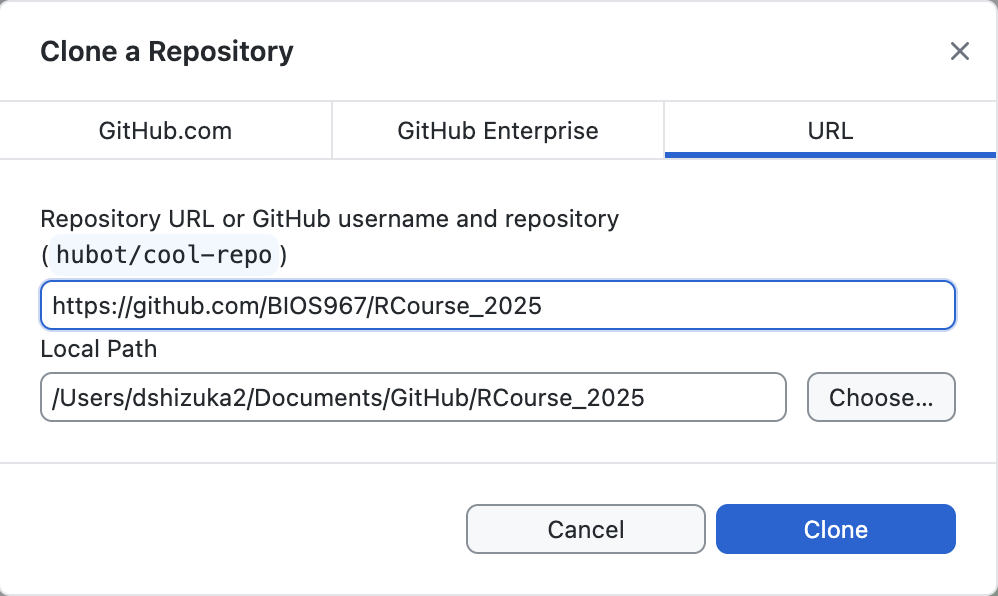 Clone a Repository
GitHub.com
GitHub Enterprise
URL
Repository URL or GitHub username and repository
(hubot/cool-repo)
https://github.com/BIOS967/RCourse_2025
Local Path
/Users/dshizuka2/Documents/GitHub/RCourse_2025
Choose...
Cancel
Clone